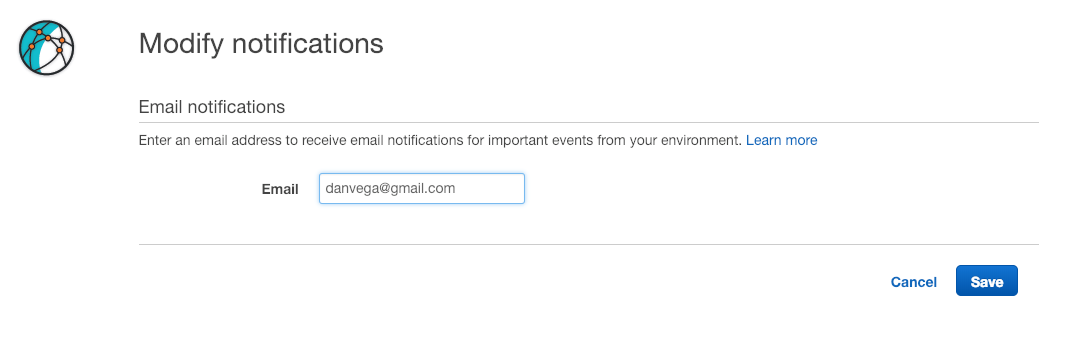 Modify notifications
Email notifications
Enter an email address to receive email notifications for important events from your environment. Learn more
Email danvega@gmail.com
Cancel Save